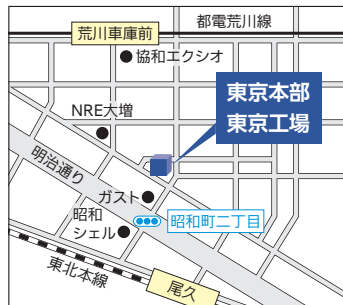 都電荒川線
荒川車庫前
協和エクシオ
東京本部
東京工場
NRE大増
明治通り
ガスト
昭和
シェル
昭和町二丁目
東北本線
尾久